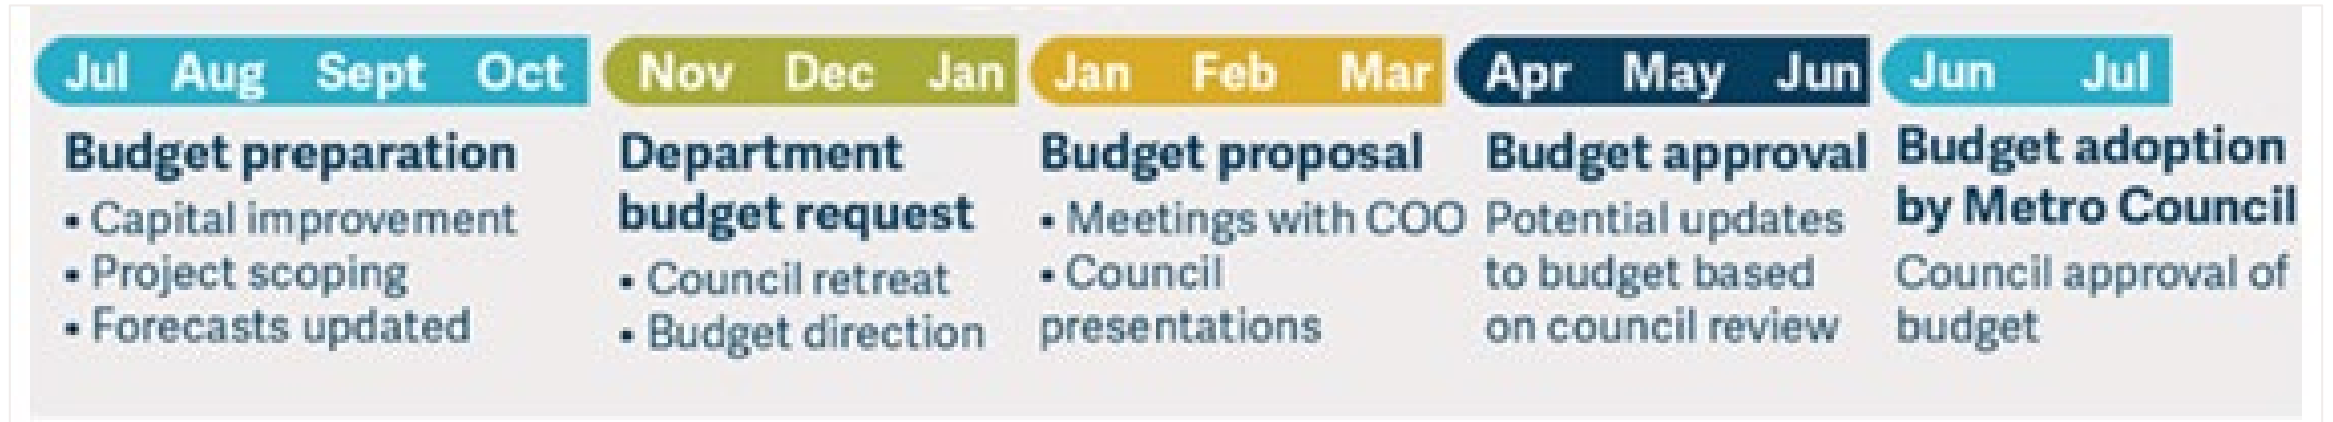 Jul Aug Sept Oct
Budget preparation
• Capital improvement
• Project scoping
• Forecasts updated
Nov Dec Jan
Department
budget request
• Council retreat
• Budget direction
Jan Feb Mar
Budget proposal
• Meetings with COO
• Council
presentations
Apr May Jun
Budget approval
Potential updates
to budget based
on council review
Jun Jul
Budget adoption
by Metro Council
Council approval of
budget